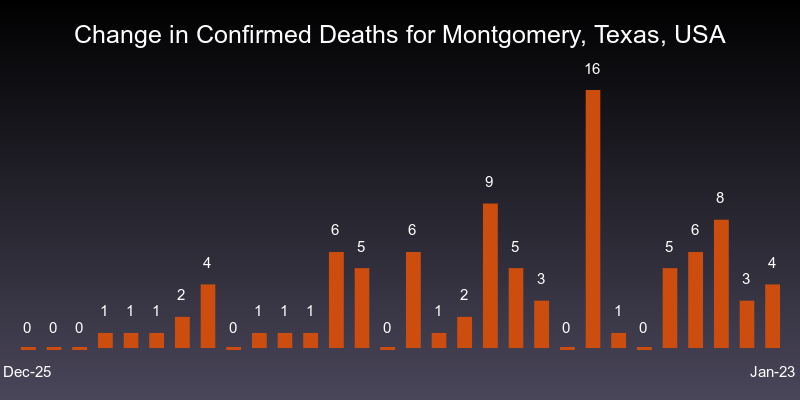 Change in Confirmed Deaths for Montgomery, Texas, USA
0 0 0 1 1 1 2 4 0 1 1 1 6 5 0 6 1 2 9 5 3 0 16 1 0 5 6 8 3 4
Dec-25 Jan-23